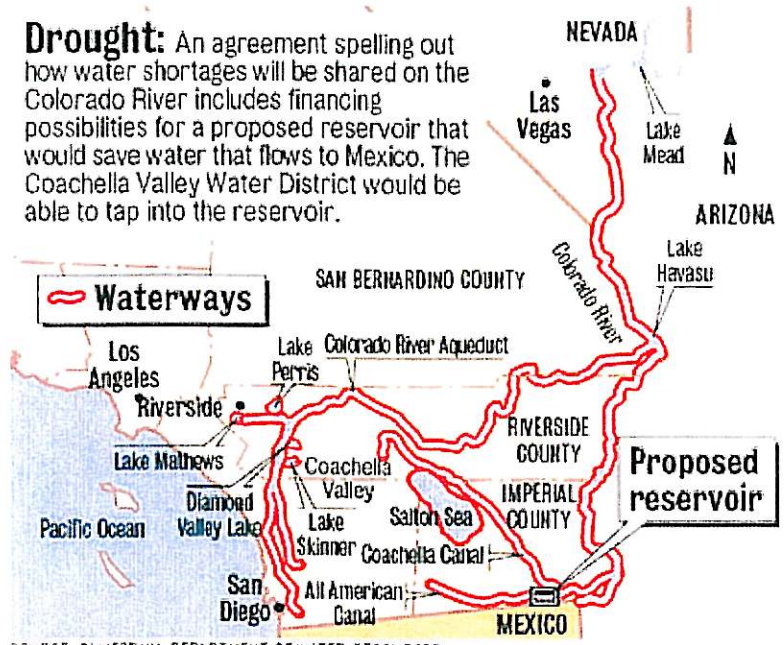 Drought: An agreement spelling out
how water shortages will be shared on the
Colorado River includes financing
possibilities for a proposed reservoir that
would save water that flows to Mexico. The
Coachella Valley Water District would be
able to tap into the reservoir.
NEVADA
Las
Vegas
Lake
Mead
N
ARIZONA
Lake
Havasu
Colorado River
SAN BERNARDINO COUNTY
Waterways
Los
Angeles
Lake
Perris
Colorado River Aqueduct
Riverside
Lake Mathews
RIVERSIDE
COUNTY
Proposed
reservoir
Coachella
Valley
Diamond
Valley Lake
IMPERIAL
COUNTY
Pacific Ocean
Lake
Skinner
Salton Sea
Coachella Canal
San
Diego
All American
Canal
MEXICO